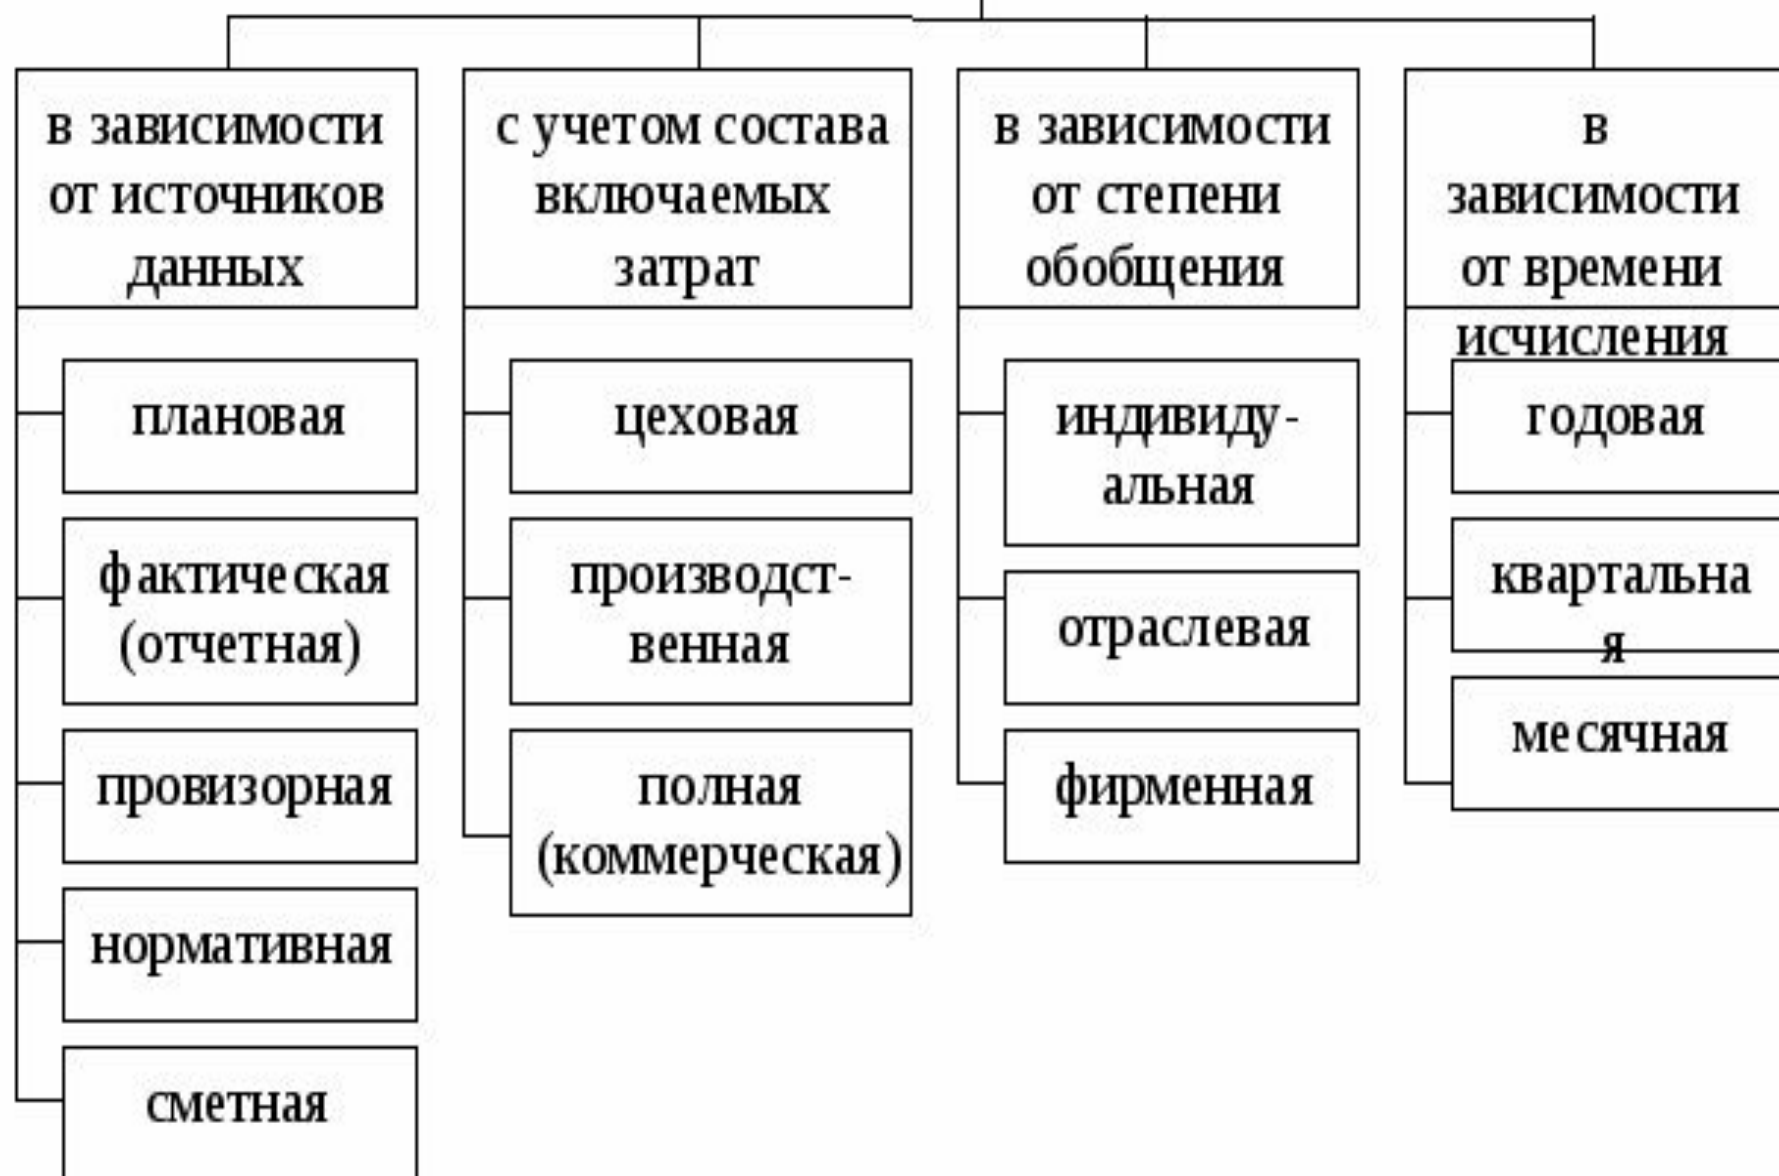 в зависимости
от источников
данных
плановая
фактическая
(отчетная)
провизорная
нормативная
сметная
с учетом состава
включаемых
затрат
цеховая
производст-
венная
полная
(коммерческая)
в зависимости
от степени
обобщения
индивиду-
альная
отраслевая
фирменная
в
зависимости
от времени
исчисления
годовая
квартальна
я
месячная